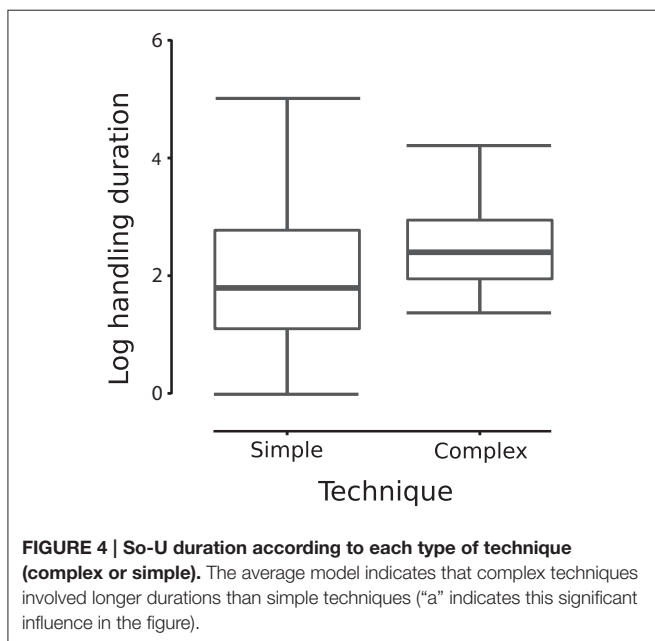 6
4
2
0
Log handling duration
Simple Complex
Technique
FIGURE 4 | So-U duration according to each type of technique
(complex or simple). The average model indicates that complex techniques
involved longer durations than simple techniques (“a” indicates this significant
influence in the figure).